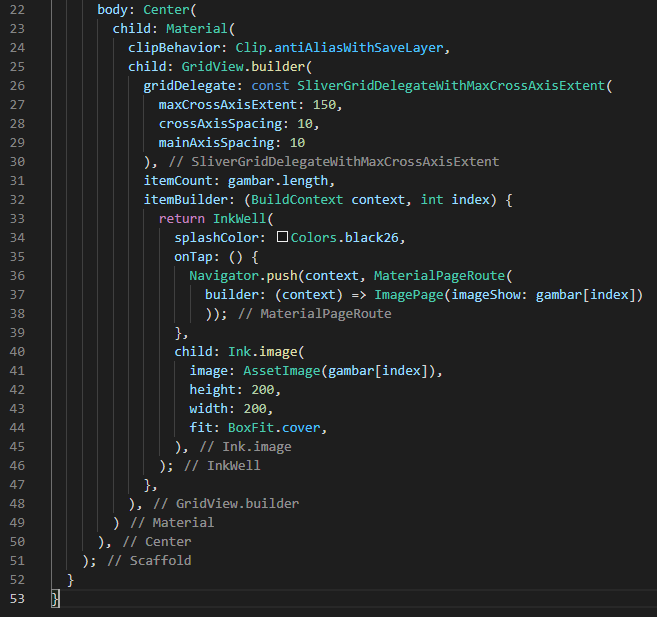 22 body: Center(
23 child: Material(
24 clipBehavior: Clip.antiAliasWithSaveLayer,
25 child: GridView.builder(
26 gridDelegate: const SliverGridDelegateWithMaxCrossAxisExtent(
27 maxCrossAxisExtent: 150,
28 crossAxisSpacing: 10,
29 mainAxisSpacing: 10
30 ), // SliverGridDelegateWithMaxCrossAxisExtent
31 itemCount: gambar.length,
32 itemBuilder: (BuildContext context, int index) {
33 return InkWell(
34 splashColor: Colors.black26,
35 onTap: () {
36 Navigator.push(context, MaterialPageRoute(
37 builder: (context) => ImagePage(imageShow: gambar[index])
38 )); // MaterialPageRoute
39 },
40 child: Ink.image(
41 image: AssetImage(gambar[index]),
42 height: 200,
43 width: 200,
44 fit: BoxFit.cover,
45 ), // Ink.image
46 ); // InkWell
47 },
48 ), // GridView.builder
49 ) // Material
50 ), // Center
51 ); // Scaffold
52 }
53 }